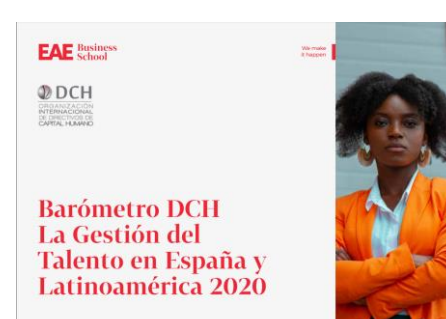 EAE Business
School
We make
it happen
DCH
ORGANIZACIÓN
INTERNACIONAL
DE DIRECTIVOS DE
CAPITAL HUMANO
Barómetro DCH
La Gestión del
Talento en España y
Latinoamérica 2020